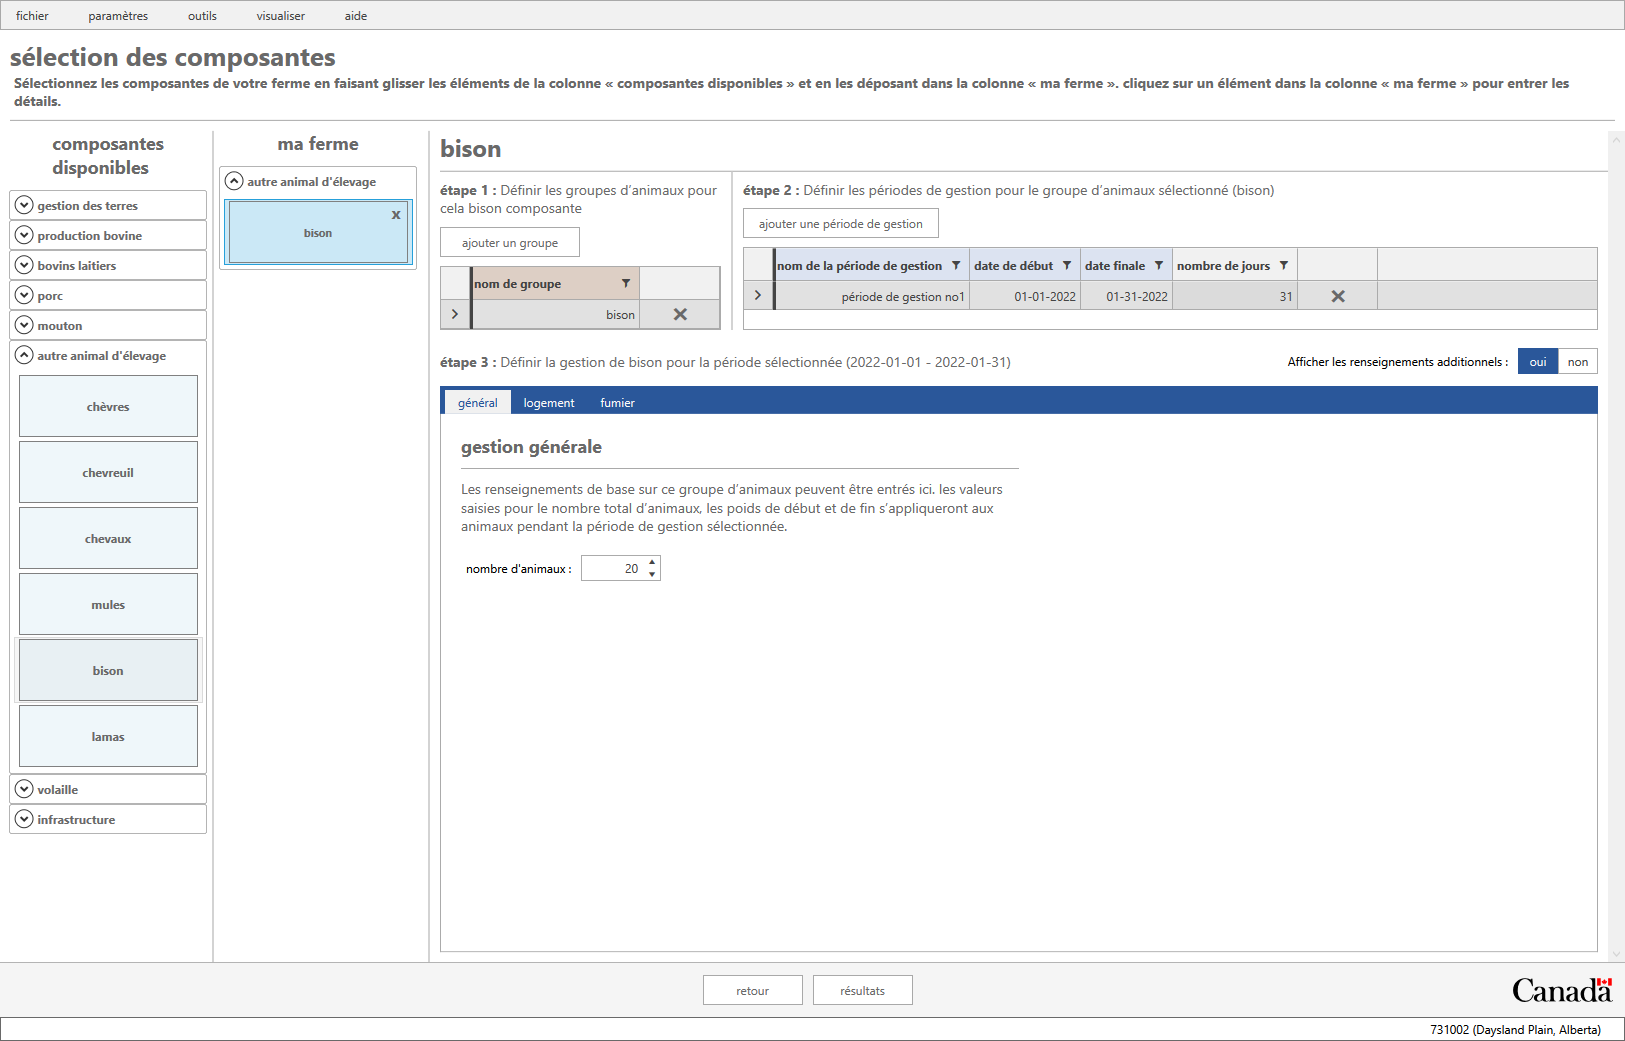 fichier paramètres outils visualiser aide
sélection des composantes
Sélectionnez les composantes de votre ferme en faisant glisser les éléments de la colonne « composantes disponibles » et en les déposant dans la colonne « ma ferme ». cliquez sur un élément dans la colonne « ma ferme » pour entrer les
détails.
composantes
disponibles
gestion des terres
production bovine
bovins laitiers
porc
mouton
autre animal d'élevage
chèvres
chevreuil
chevaux
mules
bison
lamas
volaille
infrastructure
ma ferme
autre animal d'élevage
x
bison
bison
étape 1 : Définir les groupes d'animaux pour
cela bison composante
ajouter un groupe
nom de groupe
bison
étape 2 : Définir les périodes de gestion pour le groupe d'animaux sélectionné (bison)
ajouter une période de gestion
nom de la période de gestion date de début date finale nombre de jours
période de gestion no1 01-01-2022 01-31-2022 31
étape 3 : Définir la gestion de bison pour la période sélectionnée (2022-01-01 - 2022-01-31)
Afficher les renseignements additionnels : oui non
général logement fumier
gestion générale
Les renseignements de base sur ce groupe d'animaux peuvent être entrés ici. les valeurs
saisies pour le nombre total d'animaux, les poids de début et de fin s'appliqueront aux
animaux pendant la période de gestion sélectionnée.
nombre d'animaux : 20
retour résultats
Canada
731002 (Daysland Plain, Alberta)